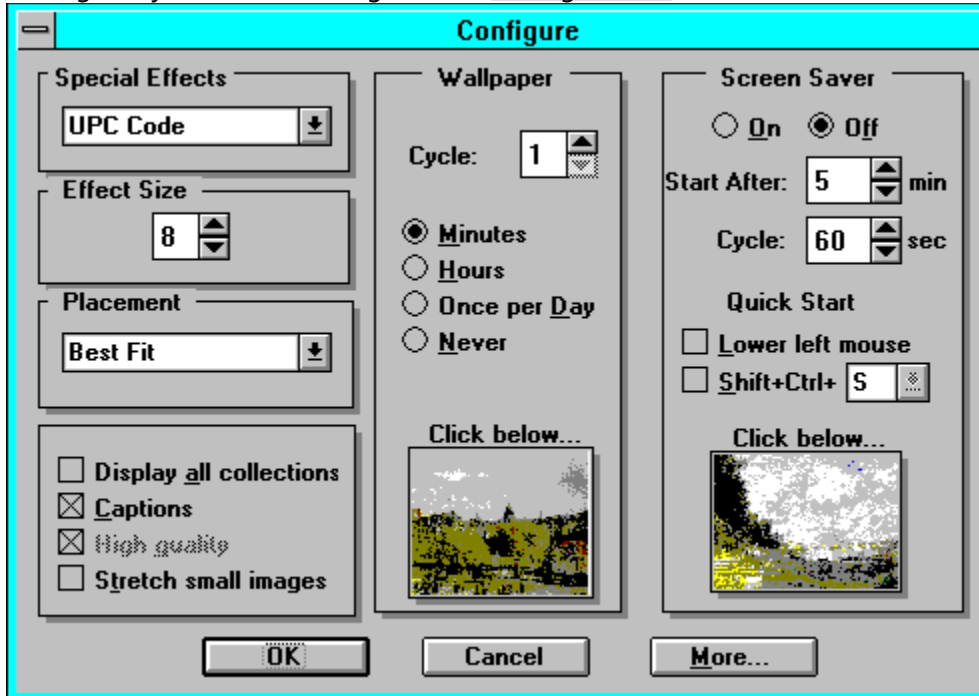 Configure
Special Effects
UPC Code
Effect Size
8
Placement
Best Fit
Display all collections
Captions
High quality
Stretch small images
Wallpaper
Cycle: 1
Minutes
Hours
Once per Day
Never
Click below...
Screen Saver
On Off
Start After: 5 min
Cycle: 60 sec
Quick Start
Lower left mouse
Shift+Ctrl+ S
Click below...
OK Cancel More...